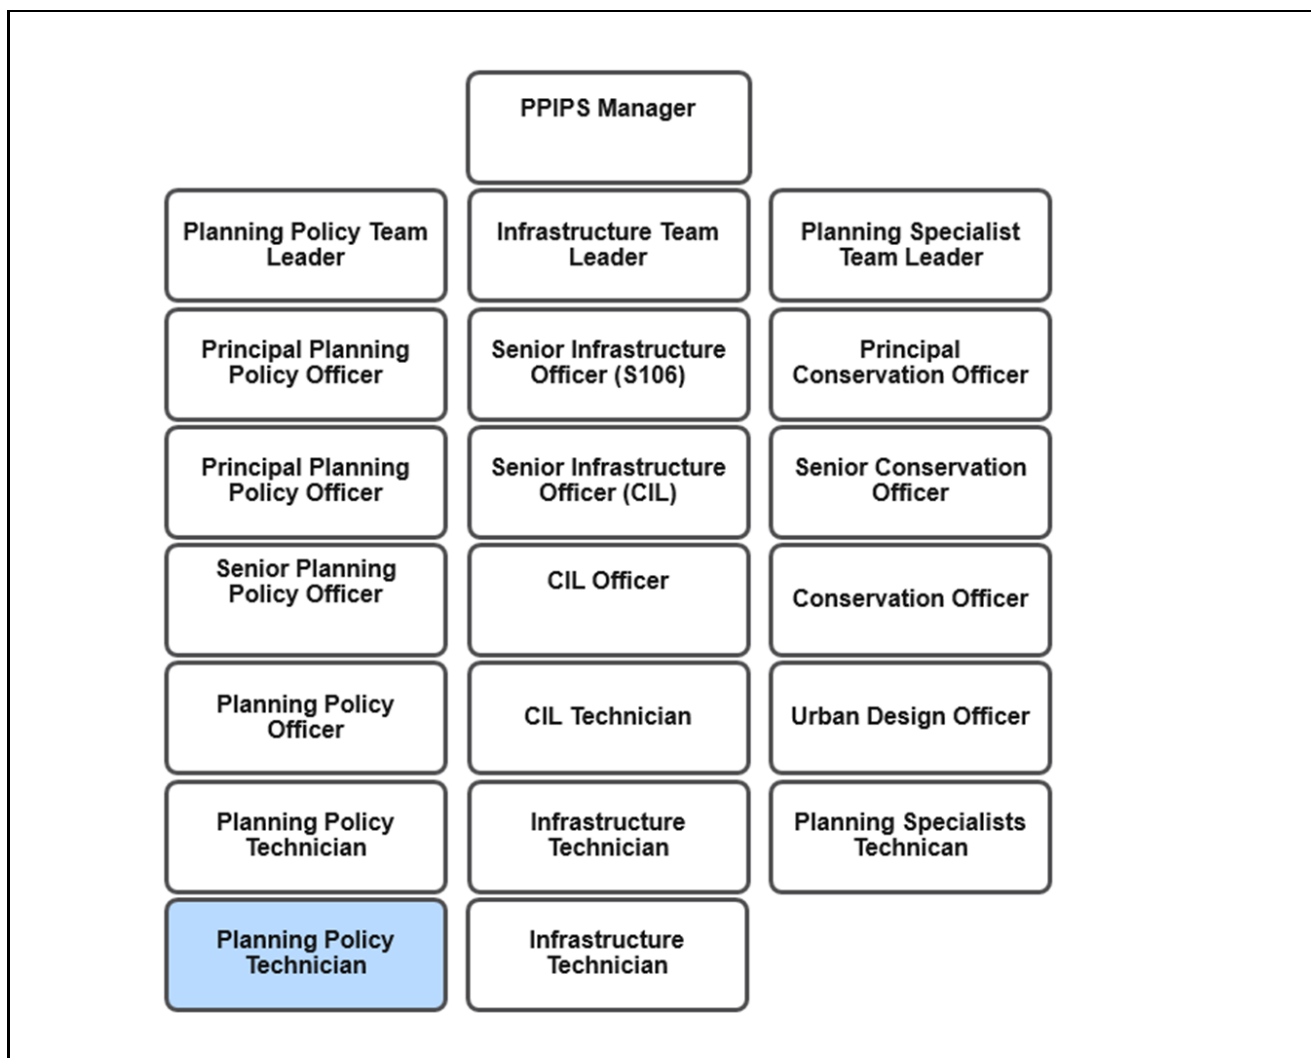 PPIPS Manager
Planning Policy Team
Leader
Infrastructure Team
Leader
Planning Specialist
Team Leader
Principal Planning
Policy Officer
Senior Infrastructure
Officer (S106)
Principal
Conservation Officer
Principal Planning
Policy Officer
Senior Infrastructure
Officer (CIL)
Senior Conservation
Officer
Senior Planning
Policy Officer
CIL Officer
Conservation Officer
Planning Policy
Officer
CIL Technician
Urban Design Officer
Planning Policy
Technician
Infrastructure
Technician
Planning Specialists
Technican
Planning Policy
Technician
Infrastructure
Technician